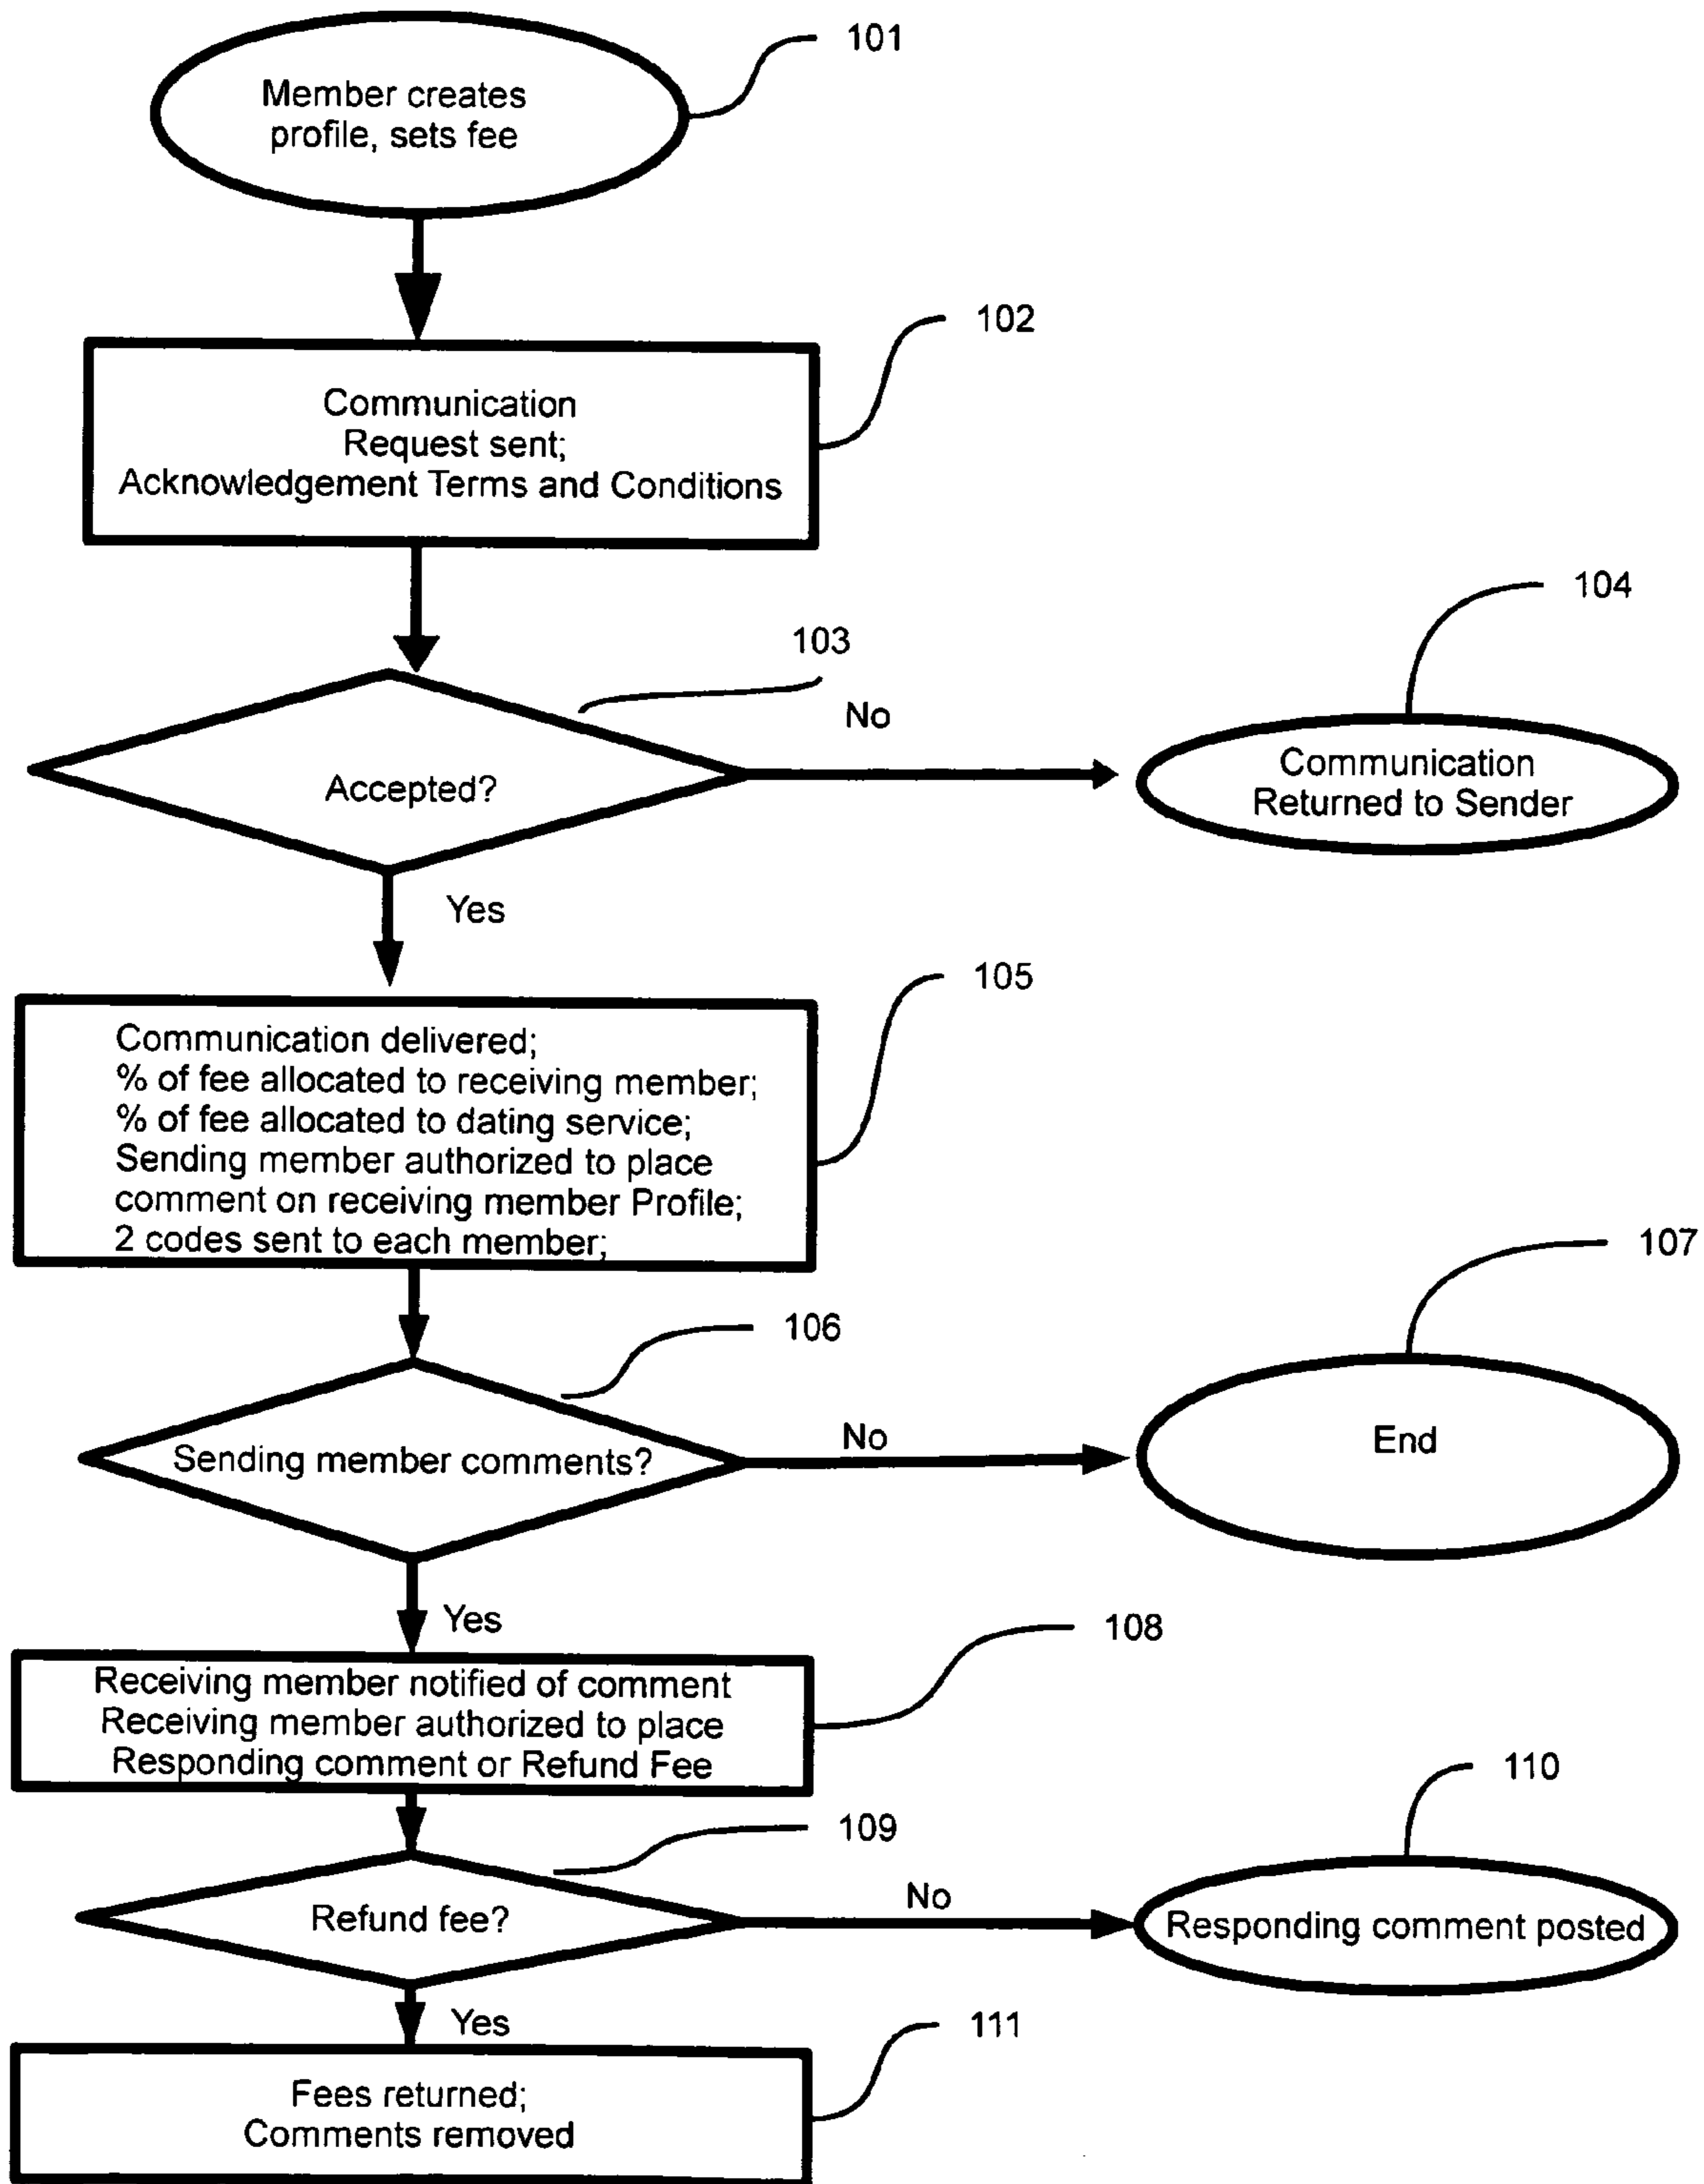 101
Member creates
profile, sets fee
102
Communication
Request sent;
Acknowledgement Terms and Conditions
103
Accepted?
No
104
Communication
Returned to Sender
Yes
105
Communication delivered;
% of fee allocated to receiving member;
% of fee allocated to dating service;
Sending member authorized to place
comment on receiving member Profile;
2 codes sent to each member;
106
Sending member comments?
No
107
End
Yes
108
Receiving member notified of comment
Receiving member authorized to place
Responding comment or Refund Fee
109
Refund fee?
No
110
Responding comment posted
Yes
111
Fees returned;
Comments removed